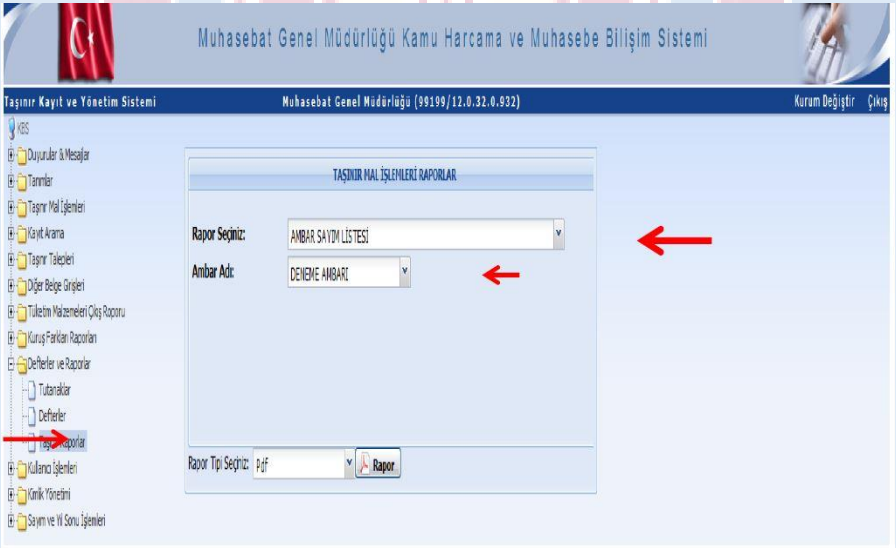 Muhasebat Genel Müdürlüğü Kamu Harcama ve Muhasebe Bilişim Sistemi
Taşınır Kayıt ve Yönetim Sistemi
Muhasebat Genel Müdürlüğü (99199/12.0.32.0.932)
Kurum Değiştir Çıkış
KBS
Duyurular & Mesajlar
Tanımlar
Taşınır Mal İşlemleri
Kayıt Arama
Taşınır Talepleri
Diğer Belge Girişleri
Tüketim Malzemeleri Çıkış Raporu
Kuruş Farkları Raporları
Defterler ve Raporlar
Tutanaklar
Defterler
Raporlar
Kullanıcı İşlemleri
Kimlik Yönetimi
Sayım ve Yıl Sonu İşlemleri
TAŞINIR MAL İŞLEMLERİ RAPORLAR
Rapor Seçiniz: AMBAR SAYIM LİSTESİ
Ambar Adı: DENEME AMBARI
Rapor Tipi Seçiniz: Pdf Rapor